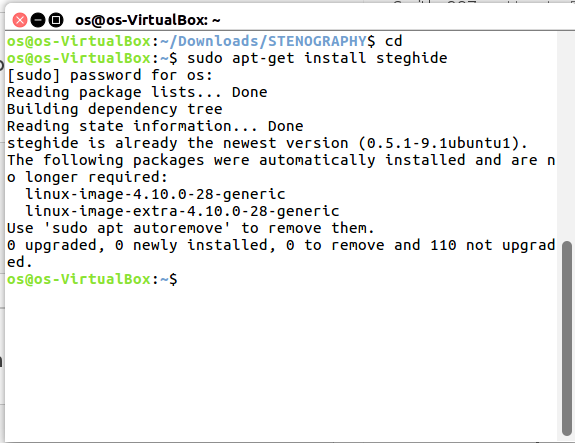 os@os-VirtualBox: ~
os@os-VirtualBox:~/Downloads/STENOGRAPHY$ cd
os@os-VirtualBox:~$ sudo apt-get install steghide
[sudo] password for os:
Reading package lists... Done
Building dependency tree
Reading state information... Done
steghide is already the newest version (0.5.1-9.1ubuntu1).
The following packages were automatically installed and are n
o longer required:
  linux-image-4.10.0-28-generic
  linux-image-extra-4.10.0-28-generic
Use 'sudo apt autoremove' to remove them.
0 upgraded, 0 newly installed, 0 to remove and 110 not upgrad
ed.
os@os-VirtualBox:~$